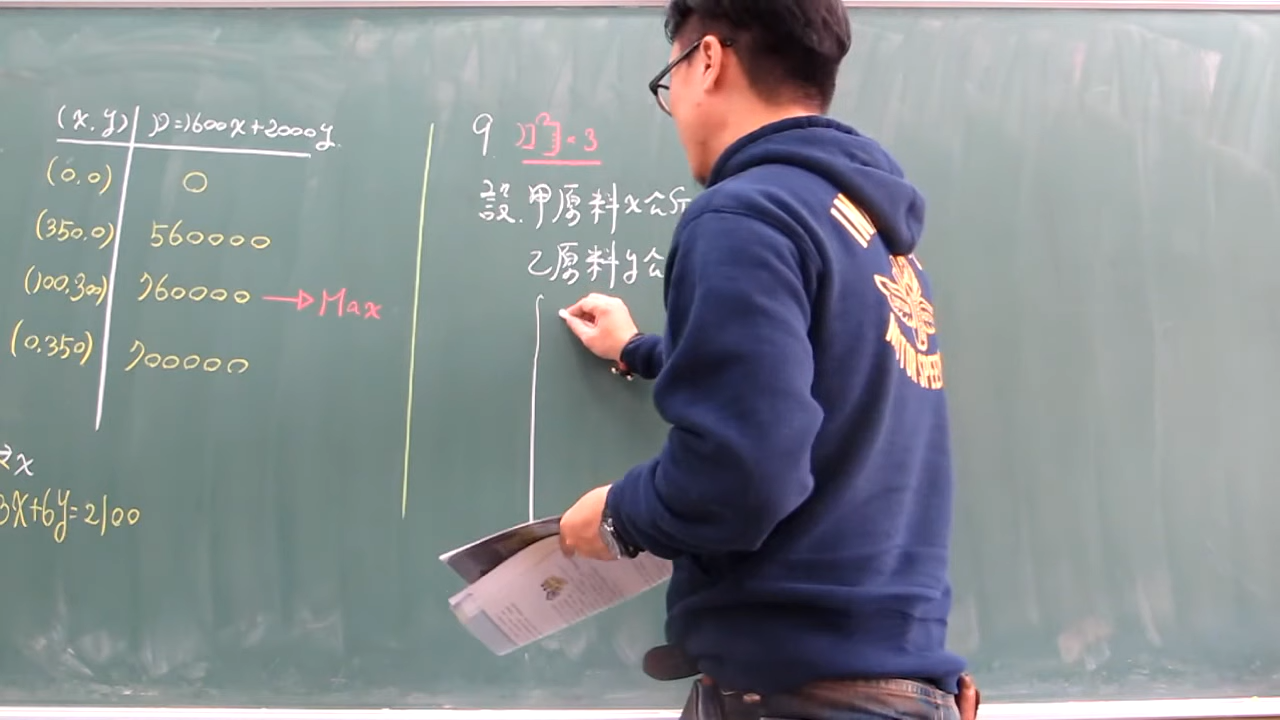 (x,y) P=1600x+2000y
(0,0) 0
(350,0) 560000
(100,300) 760000 → Max
(0,350) 700000
x
3x+6y=2100
9.
設.甲原料x公斤
乙原料y公